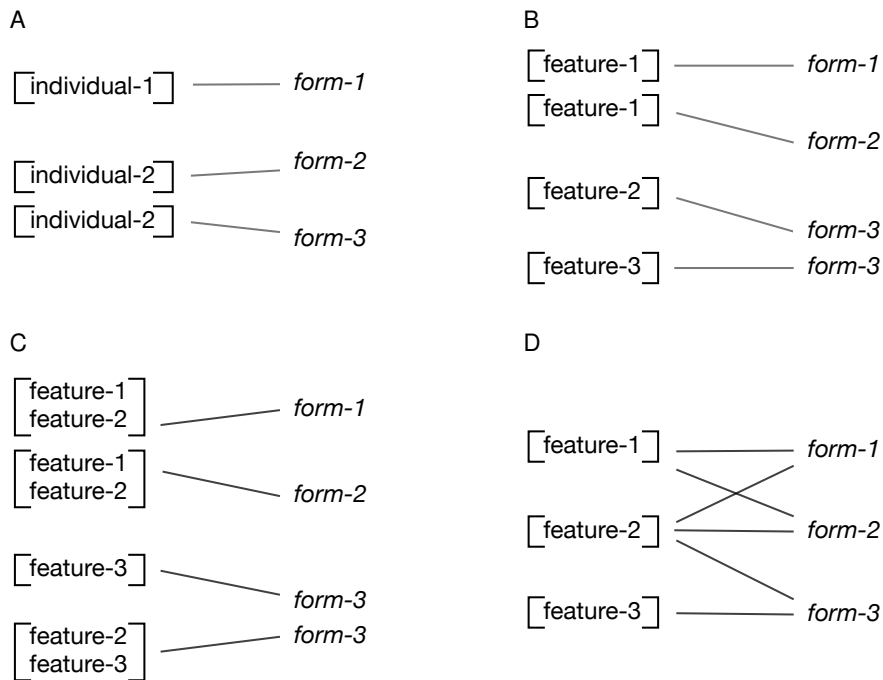 A
[individual-1] form-1
[individual-2] form-2
[individual-2] form-3
B
[feature-1] form-1
[feature-1] form-2
[feature-2] form-3
[feature-3] form-3
C
[feature-1
feature-2] form-1
[feature-1
feature-2] form-2
[feature-3] form-3
[feature-2
feature-3] form-3
D
[feature-1] form-1
[feature-2] form-2
[feature-3] form-3